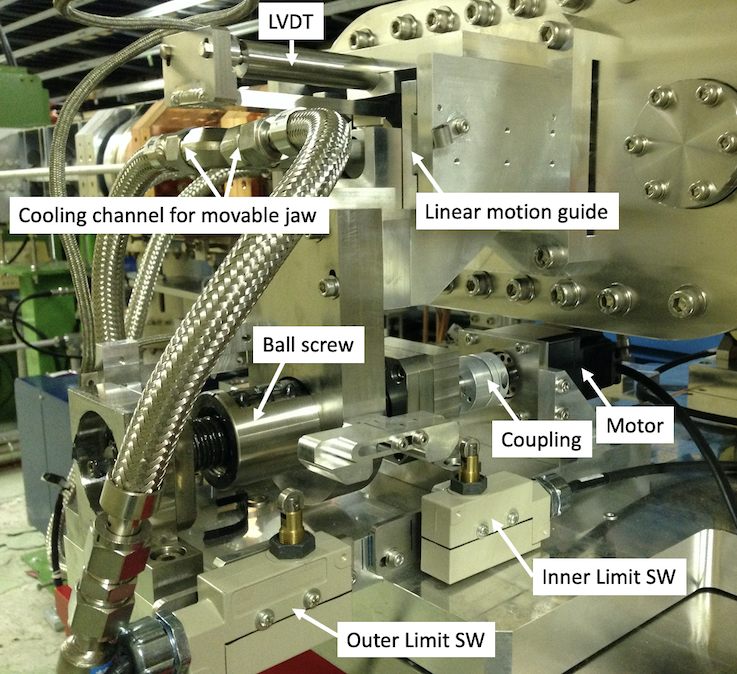 LVDT
Cooling channel for movable jaw
Linear motion guide
Ball screw
Coupling
Motor
Inner Limit SW
Outer Limit SW